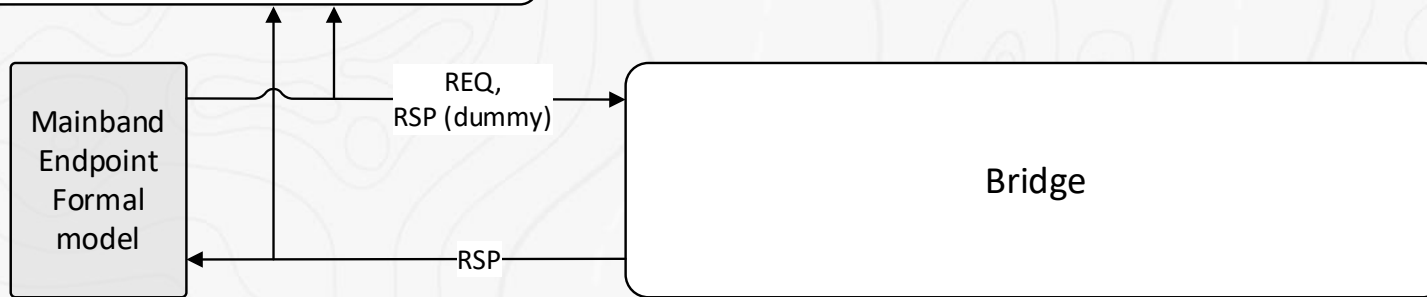 Mainband
Endpoint
Formal
model
REQ,
RSP (dummy)
Bridge
RSP